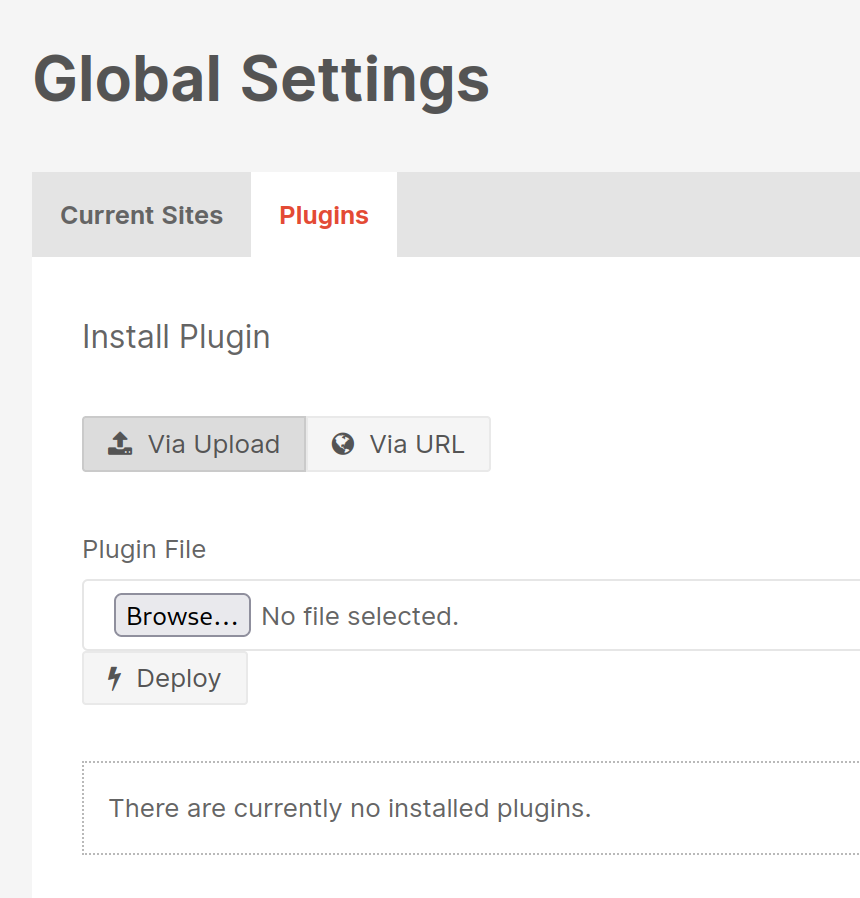 Global Settings
Current Sites Plugins
Install Plugin
Via Upload Via URL
Plugin File
Browse... No file selected.
Deploy
There are currently no installed plugins.